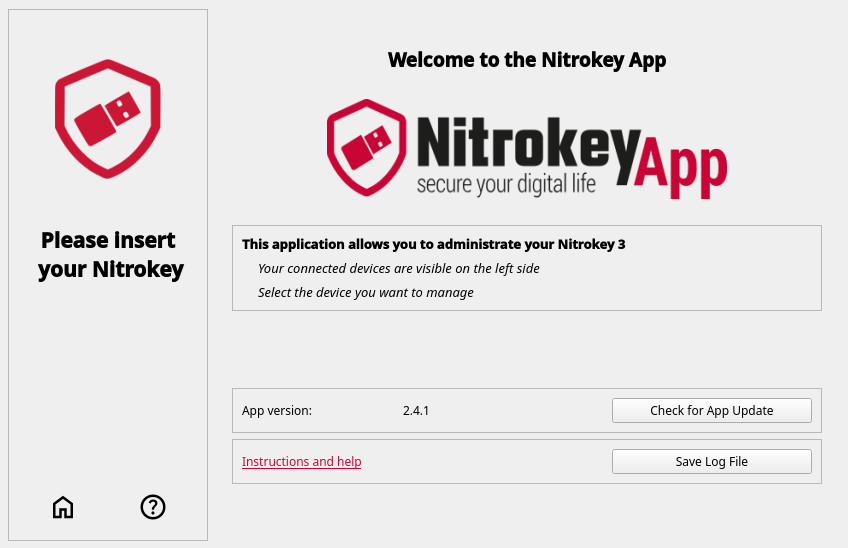 Please insert
your Nitrokey
Welcome to the Nitrokey App
NitrokeyApp
secure your digital life
This application allows you to administrate your Nitrokey 3
Your connected devices are visible on the left side
Select the device you want to manage
App version: 2.4.1 Check for App Update
Instructions and help Save Log File